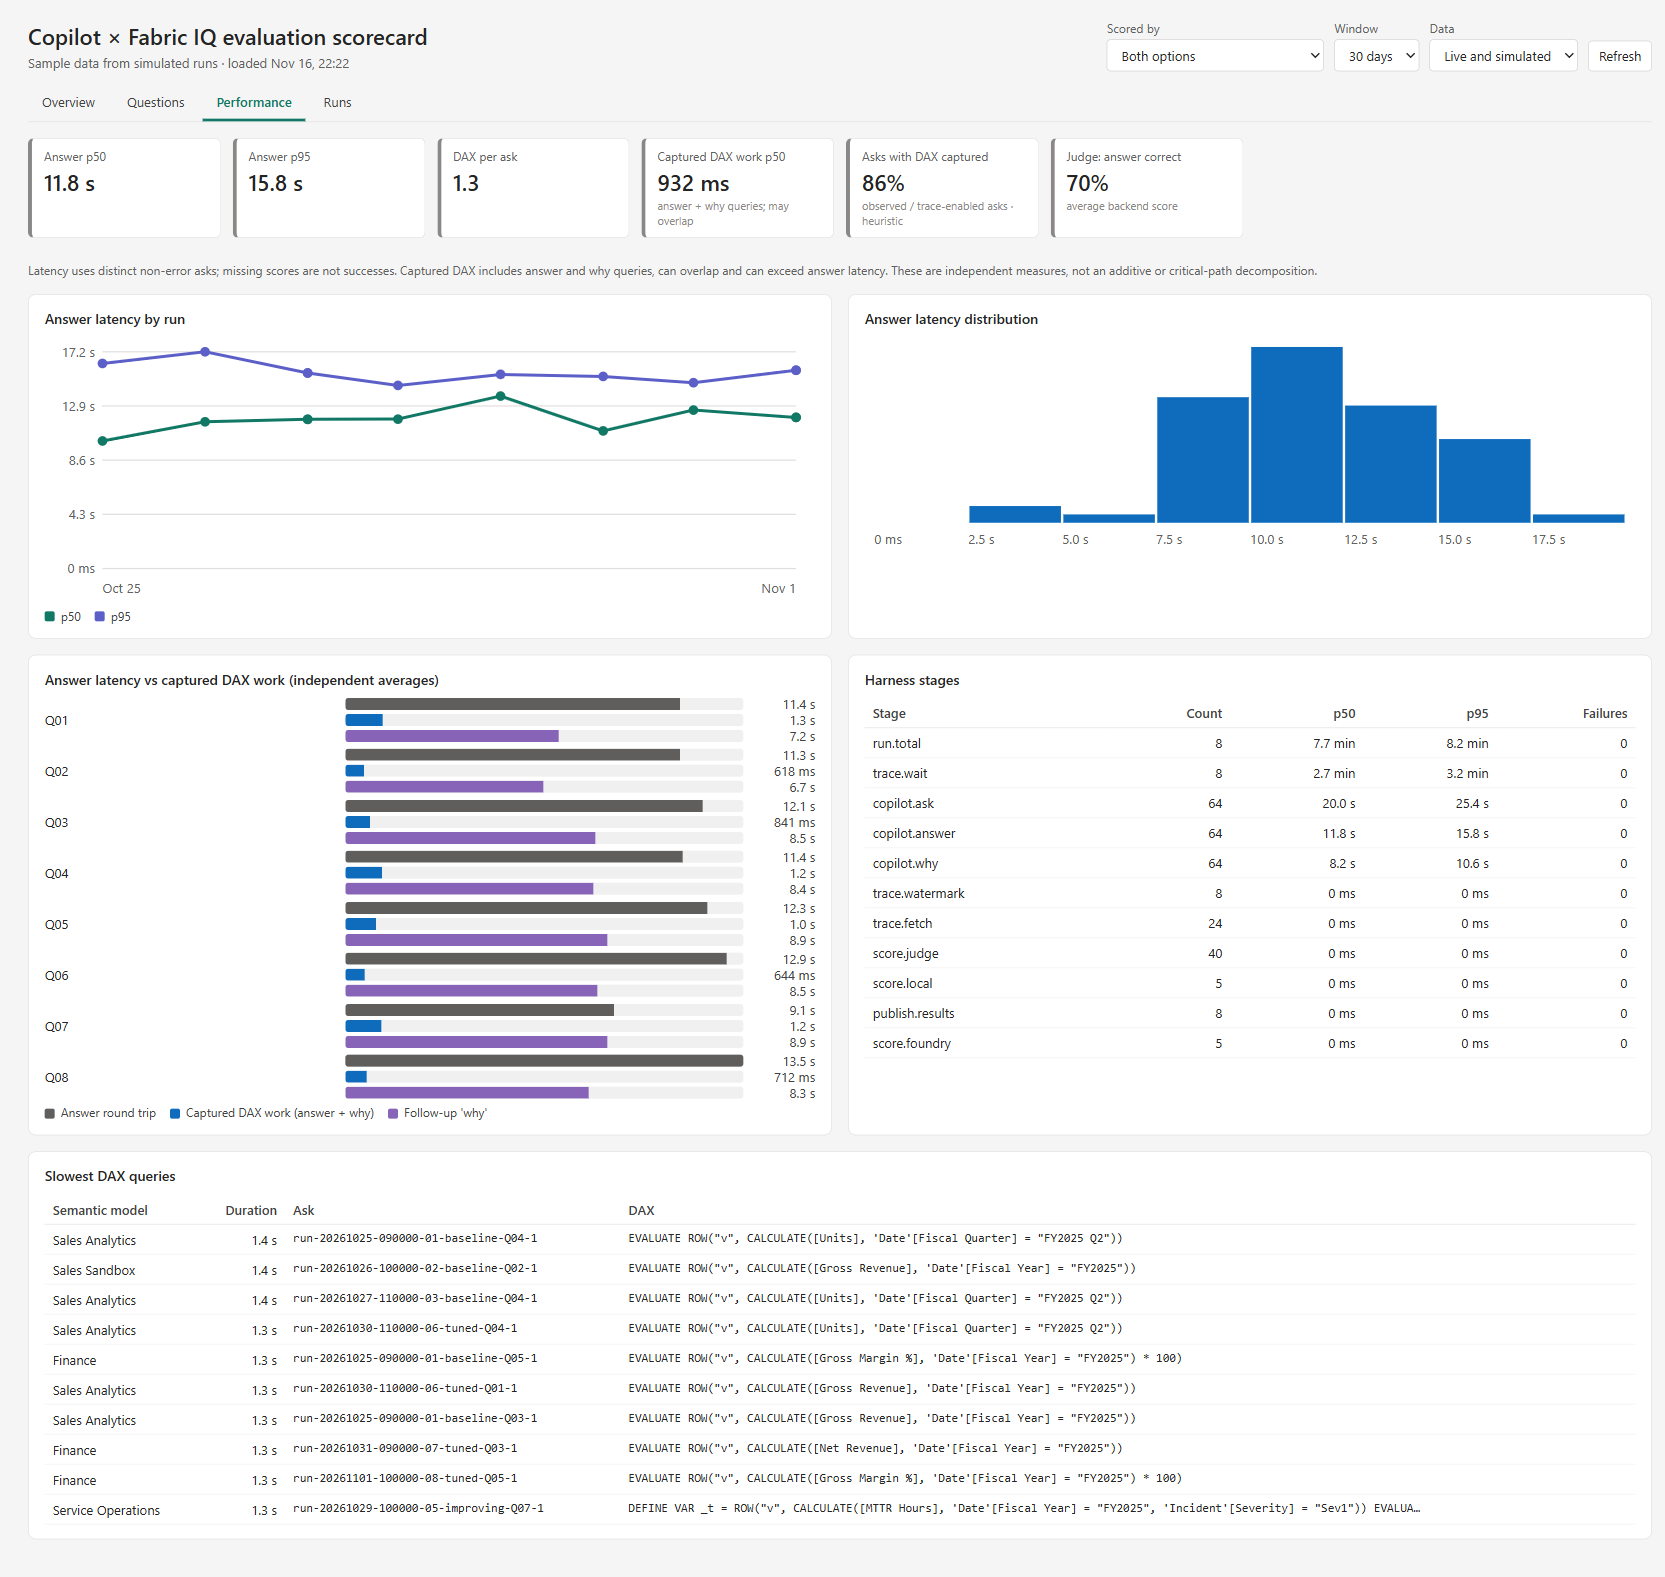 Copilot × Fabric IQ evaluation scorecard
Sample data from simulated runs · loaded Nov 16, 22:22
Scored by
Both options
Window
30 days
Data
Live and simulated
Refresh
Overview
Questions
Performance
Runs
Answer p50
11.8 s
Answer p95
15.8 s
DAX per ask
1.3
Captured DAX work p50
932 ms
answer + why queries; may
overlap
Asks with DAX captured
86%
observed / trace-enabled asks ·
heuristic
Judge: answer correct
70%
average backend score
Latency uses distinct non-error asks; missing scores are not successes. Captured DAX includes answer and why queries, can overlap and can exceed answer latency. These are independent measures, not an additive or critical-path decomposition.
Answer latency by run
17.2 s
12.9 s
8.6 s
4.3 s
0 ms
Oct 25
Nov 1
p50
p95
Answer latency distribution
0 ms
2.5 s
5.0 s
7.5 s
10.0 s
12.5 s
15.0 s
17.5 s
Answer latency vs captured DAX work (independent averages)
11.4 s
Q01 1.3 s
7.2 s
11.3 s
Q02 618 ms
6.7 s
12.1 s
Q03 841 ms
8.5 s
11.4 s
Q04 1.2 s
8.4 s
12.3 s
Q05 1.0 s
8.9 s
12.9 s
Q06 644 ms
8.5 s
9.1 s
Q07 1.2 s
8.9 s
13.5 s
Q08 712 ms
8.3 s
Answer round trip
Captured DAX work (answer + why)
Follow-up 'why'
Harness stages
Stage Count p50 p95 Failures
run.total 8 7.7 min 8.2 min 0
trace.wait 8 2.7 min 3.2 min 0
copilot.ask 64 20.0 s 25.4 s 0
copilot.answer 64 11.8 s 15.8 s 0
copilot.why 64 8.2 s 10.6 s 0
trace.watermark 8 0 ms 0 ms 0
trace.fetch 24 0 ms 0 ms 0
score.judge 40 0 ms 0 ms 0
score.local 5 0 ms 0 ms 0
publish.results 8 0 ms 0 ms 0
score.foundry 5 0 ms 0 ms 0
Slowest DAX queries
Semantic model Duration Ask DAX
Sales Analytics 1.4 s run-20261025-090000-01-baseline-Q04-1 EVALUATE ROW("v", CALCULATE([Units], 'Date'[Fiscal Quarter] = "FY2025 Q2"))
Sales Sandbox 1.4 s run-20261026-100000-02-baseline-Q02-1 EVALUATE ROW("v", CALCULATE([Gross Revenue], 'Date'[Fiscal Year] = "FY2025"))
Sales Analytics 1.4 s run-20261027-110000-03-baseline-Q04-1 EVALUATE ROW("v", CALCULATE([Units], 'Date'[Fiscal Quarter] = "FY2025 Q2"))
Sales Analytics 1.3 s run-20261030-110000-06-tuned-Q04-1 EVALUATE ROW("v", CALCULATE([Units], 'Date'[Fiscal Quarter] = "FY2025 Q2"))
Finance 1.3 s run-20261025-090000-01-baseline-Q05-1 EVALUATE ROW("v", CALCULATE([Gross Margin %], 'Date'[Fiscal Year] = "FY2025") * 100)
Sales Analytics 1.3 s run-20261030-110000-06-tuned-Q01-1 EVALUATE ROW("v", CALCULATE([Gross Revenue], 'Date'[Fiscal Year] = "FY2025"))
Sales Analytics 1.3 s run-20261025-090000-01-baseline-Q03-1 EVALUATE ROW("v", CALCULATE([Gross Revenue], 'Date'[Fiscal Year] = "FY2025"))
Finance 1.3 s run-20261031-090000-07-tuned-Q03-1 EVALUATE ROW("v", CALCULATE([Net Revenue], 'Date'[Fiscal Year] = "FY2025"))
Finance 1.3 s run-20261101-100000-08-tuned-Q05-1 EVALUATE ROW("v", CALCULATE([Gross Margin %], 'Date'[Fiscal Year] = "FY2025") * 100)
Service Operations 1.3 s run-20261029-100000-05-improving-Q07-1 DEFINE VAR _t = ROW("v", CALCULATE([MTTR Hours], 'Date'[Fiscal Year] = "FY2025", 'Incident'[Severity] = "Sev1")) EVALUA…